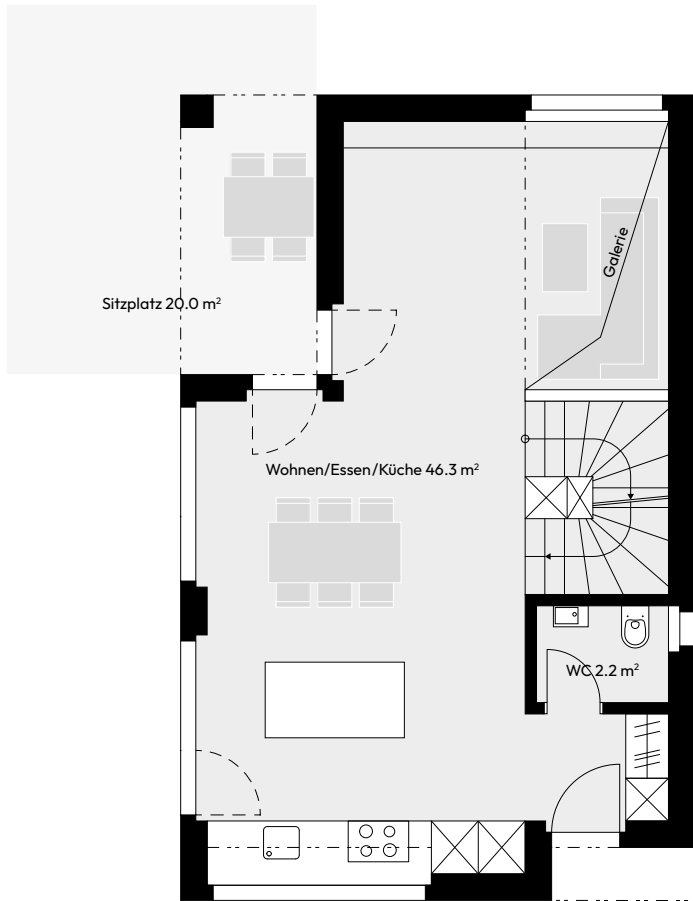 Galerie
Sitzplatz 20.0 m²
Wohnen/Essen/Küche 46.3 m²
WC 2.2 m²